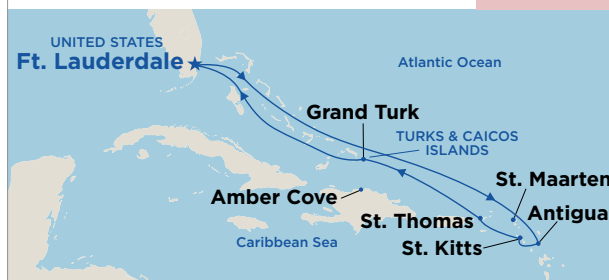 UNITED STATES
Ft. Lauderdale
Atlantic Ocean
Grand Turk
TURKS & CAICOS
ISLANDS
St. Maarten
Amber Cove
St. Thomas
Antigua
Caribbean Sea
St. Kitts